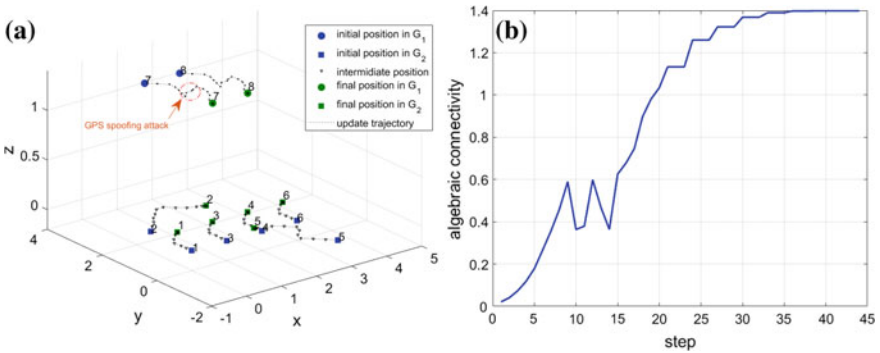 (a)
initial position in G1
initial position in G2
intermidiate position
final position in G1
final position in G2
update trajectory
7 8
8
7
GPS spoofing attack
1
0.5
0
z
2 1 3 4 6
2 1 3 5 4 6 5
4
2
0
-2
y
-1 0 1 2 3 4 5
x
(b)
1.4
1.2
1
0.8
0.6
0.4
0.2
0
algebraic connectivity
0 5 10 15 20 25 30 35 40 45
step